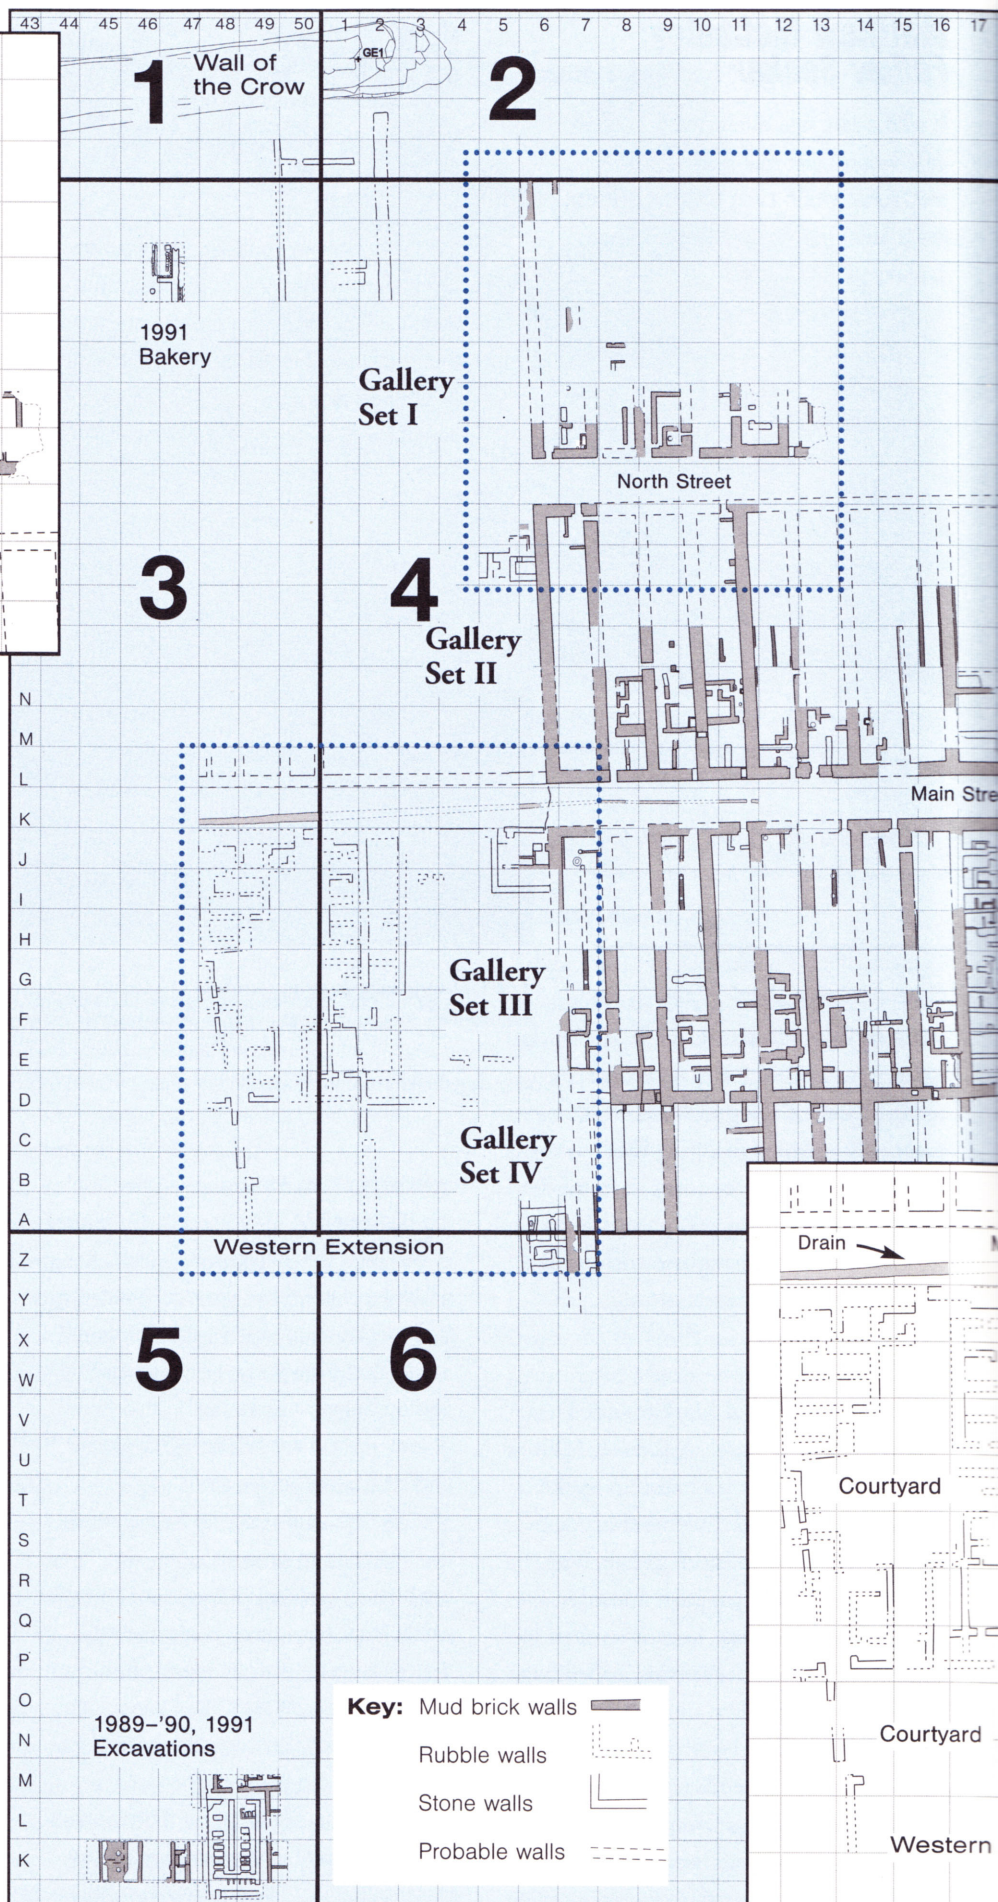 43 44 45 46 47 48 49 50 1 2 3 4 5 6 7 8 9 10 11 12 13 14 15 16 17
1
Wall of
the Crow
GE1
2
1991
Bakery
Gallery
Set I
North Street
3
4
Gallery
Set II
N
M
L
Main Stre
K
J
I
H
Gallery
Set III
G
F
E
D
Gallery
Set IV
C
B
A
Western Extension
Z
Drain
Y
X
5
6
W
V
U
Courtyard
T
S
R
Q
P
O
1989–'90, 1991
Excavations
N
M
L
K
Key: Mud brick walls
Rubble walls
Stone walls
Probable walls
Courtyard
Western